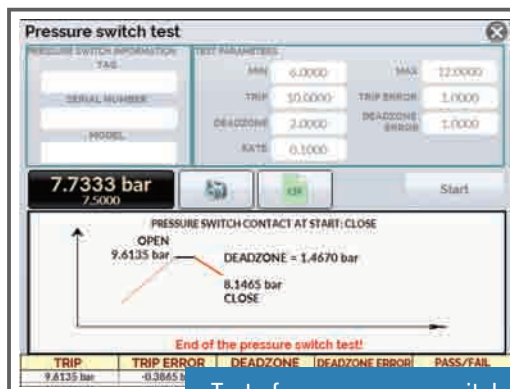 Pressure switch test
PRESSURE SWITCH INFORMATION
TAG
SERIAL NUMBER
MODEL
TEST PARAMETERS
MIN 6.0000 MAX 12.0000
TRIP 10.0000 TRIP ERROR 1.0000
DEADZONE 2.0000 DEADZONE ERROR 1.0000
RATE 0.1000
7.7333 bar
7.5000
Start
PRESSURE SWITCH CONTACT AT START: CLOSE
OPEN
9.6135 bar
DEADZONE = 1.4670 bar
8.1465 bar
CLOSE
End of the pressure switch test!
TRIP TRIP ERROR DEADZONE DEADZONE ERROR PASS/FAIL
9.6135 bar -0.3865